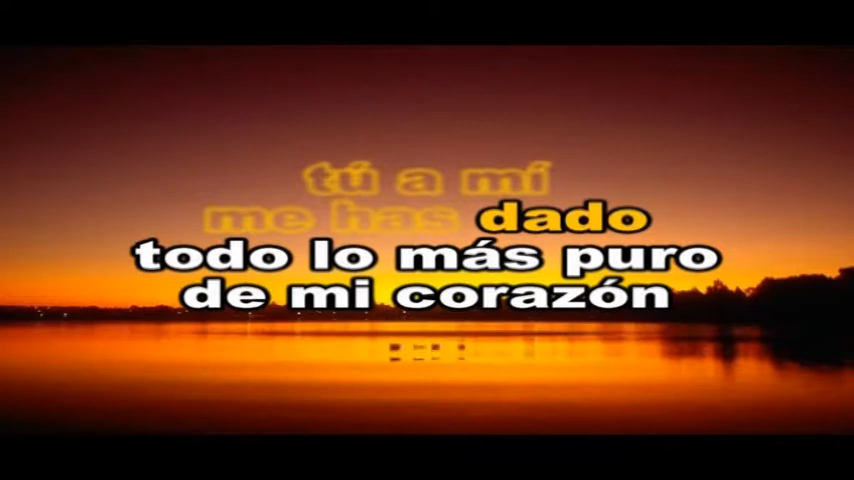 tú a mí
me has dado
todo lo más puro
de mi corazón